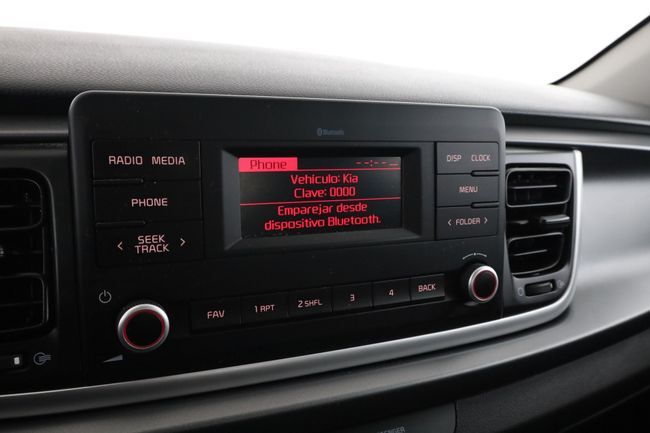 Bluetooth
RADIO MEDIA
PHONE
< SEEK TRACK >
Phone --:--
Vehículo: Kia
Clave: 0000
Emparejar desde
dispositivo Bluetooth.
DISP CLOCK
MENU
< FOLDER >
FAV
1 RPT
2 SHFL
3
4
BACK